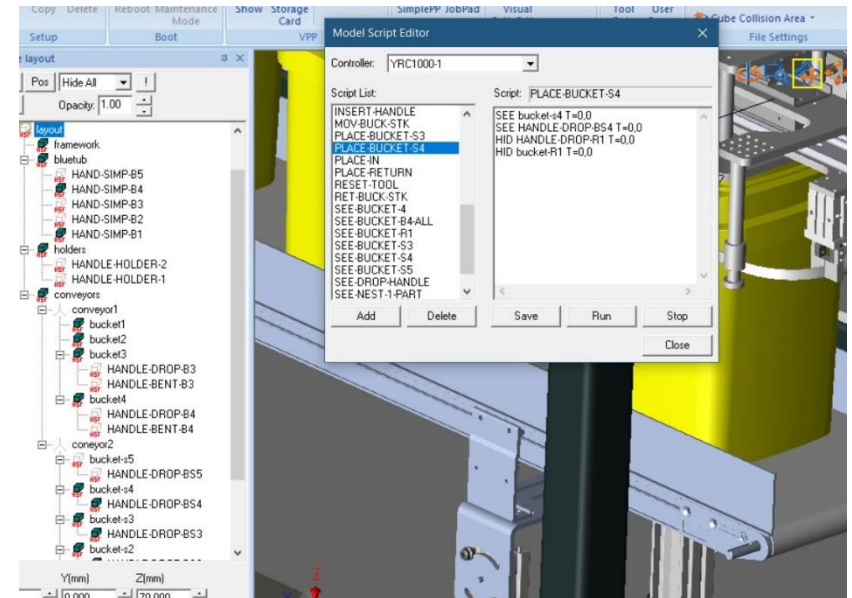 Copy Delete Reboot Maintenance Mode Show Storage Card SimplePP JobPad Visual Tool User
Cube Collision Area
Setup Boot VPP File Settings
layout
Pos Hide All !
Opacity: 1.00
layout
framework
bluetub
HAND-SIMP-B5
HAND-SIMP-B4
HAND-SIMP-B3
HAND-SIMP-B2
HAND-SIMP-B1
holders
HANDLE-HOLDER-2
HANDLE-HOLDER-1
conveyors
conveyor1
bucket1
bucket2
bucket3
HANDLE-DROP-B3
HANDLE-BENT-B3
bucket4
HANDLE-DROP-B4
HANDLE-BENT-B4
coneyor2
bucket-s5
HANDLE-DROP-BS5
bucket-s4
HANDLE-DROP-BS4
bucket-s3
HANDLE-DROP-BS3
bucket-s2
Y(mm) Z(mm)
0.000 70.000
Model Script Editor
Controller: YRC1000-1
Script List:
INSERT-HANDLE
MOV-BUCK-STK
PLACE-BUCKET-S3
PLACE-BUCKET-S4
PLACE-IN
PLACE-RETURN
RESET-TOOL
RET-BUCK-STK
SEE-BUCKET-4
SEE-BUCKET-B4-ALL
SEE-BUCKET-R1
SEE-BUCKET-S3
SEE-BUCKET-S4
SEE-BUCKET-S5
SEE-DROP-HANDLE
SEE-NEST-1-PART
Script: PLACE-BUCKET-S4
SEE bucket-s4 T=0,0
SEE HANDLE-DROP-BS4 T=0,0
HID HANDLE-DROP-R1 T=0,0
HID bucket-R1 T=0,0
Add Delete Save Run Stop
Close
Z